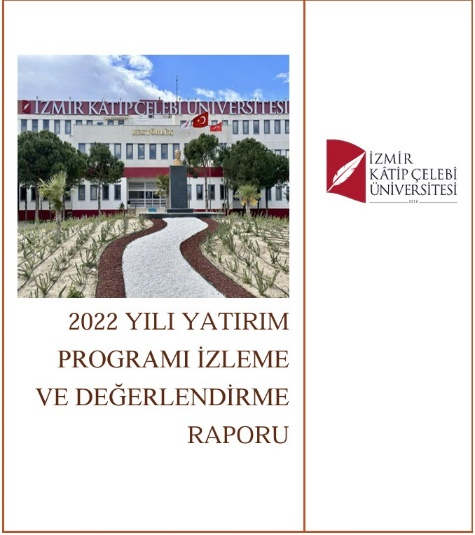 İZMİR KÂTİP ÇELEBİ ÜNİVERSİTESİ
REKTÖRLÜK
2022 YILI YATIRIM
PROGRAMI İZLEME
VE DEĞERLENDİRME
RAPORU
İZMİR
KÂTİP ÇELEBİ
ÜNİVERSİTESİ